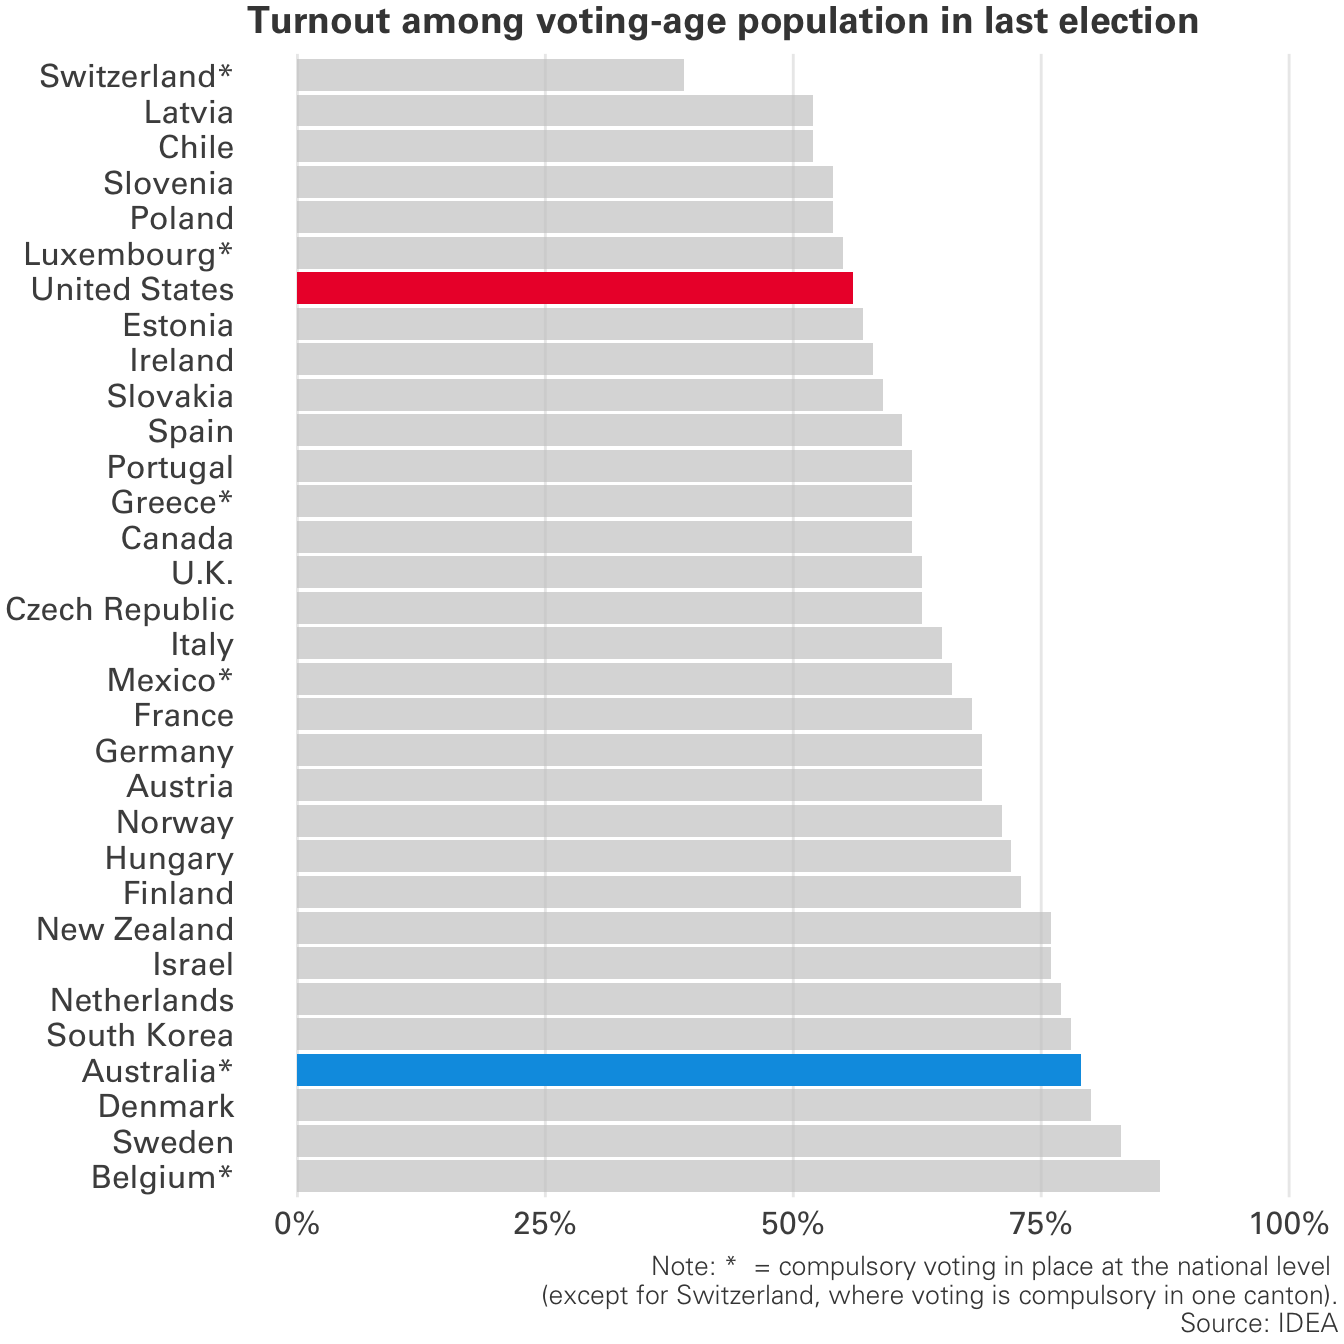 Turnout among voting-age population in last election
Switzerland*
Latvia
Chile
Slovenia
Poland
Luxembourg*
United States
Estonia
Ireland
Slovakia
Spain
Portugal
Greece*
Canada
U.K.
Czech Republic
Italy
Mexico*
France
Germany
Austria
Norway
Hungary
Finland
New Zealand
Israel
Netherlands
South Korea
Australia*
Denmark
Sweden
Belgium*
0% 25% 50% 75% 100%
Note: * = compulsory voting in place at the national level
(except for Switzerland, where voting is compulsory in one canton).
Source: IDEA